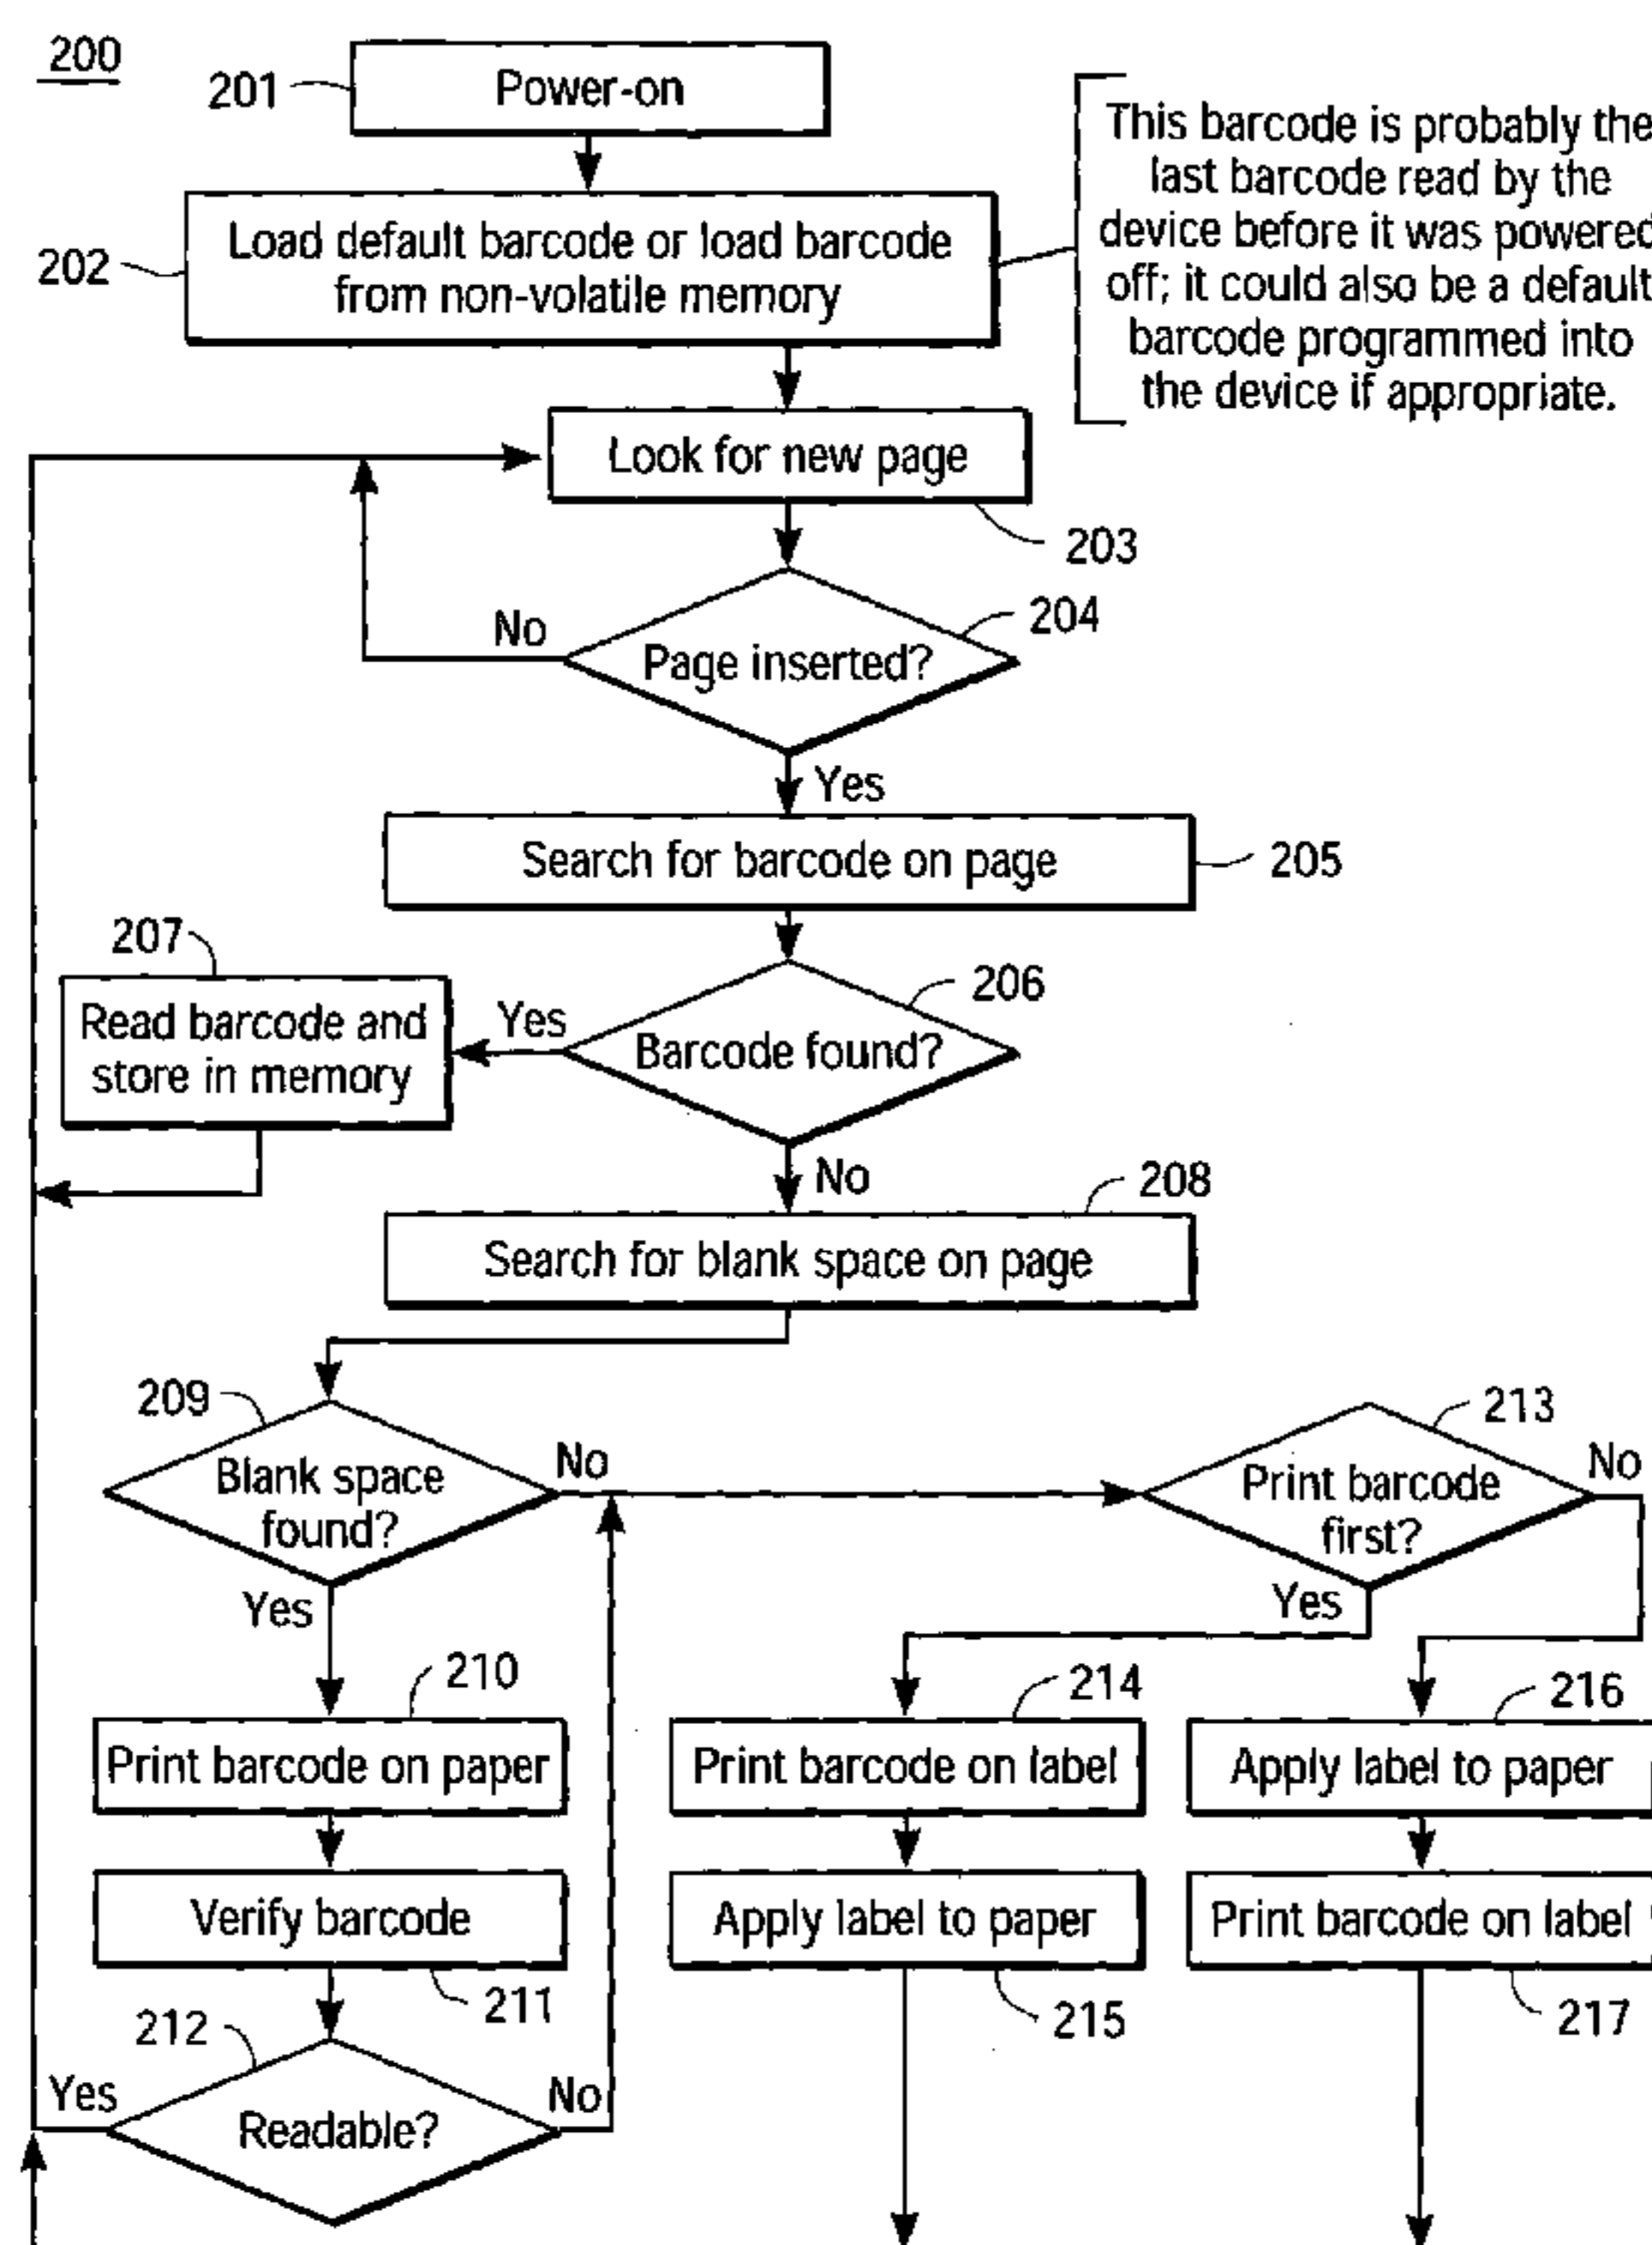 200
201
Power-on
This barcode is probably the
last barcode read by the
device before it was powered
off; it could also be a default
barcode programmed into
the device if appropriate.
202
Load default barcode or load barcode
from non-volatile memory
Look for new page
203
204
No
Page inserted?
Yes
Search for barcode on page
205
207
206
Read barcode and
store in memory
Yes
Barcode found?
No
208
Search for blank space on page
209
Blank space
found?
No
213
Print barcode
first?
No
Yes
Yes
210
214
216
Print barcode on paper
Print barcode on label
Apply label to paper
Verify barcode
Apply label to paper
Print barcode on label
211
215
217
212
Yes
Readable?
No